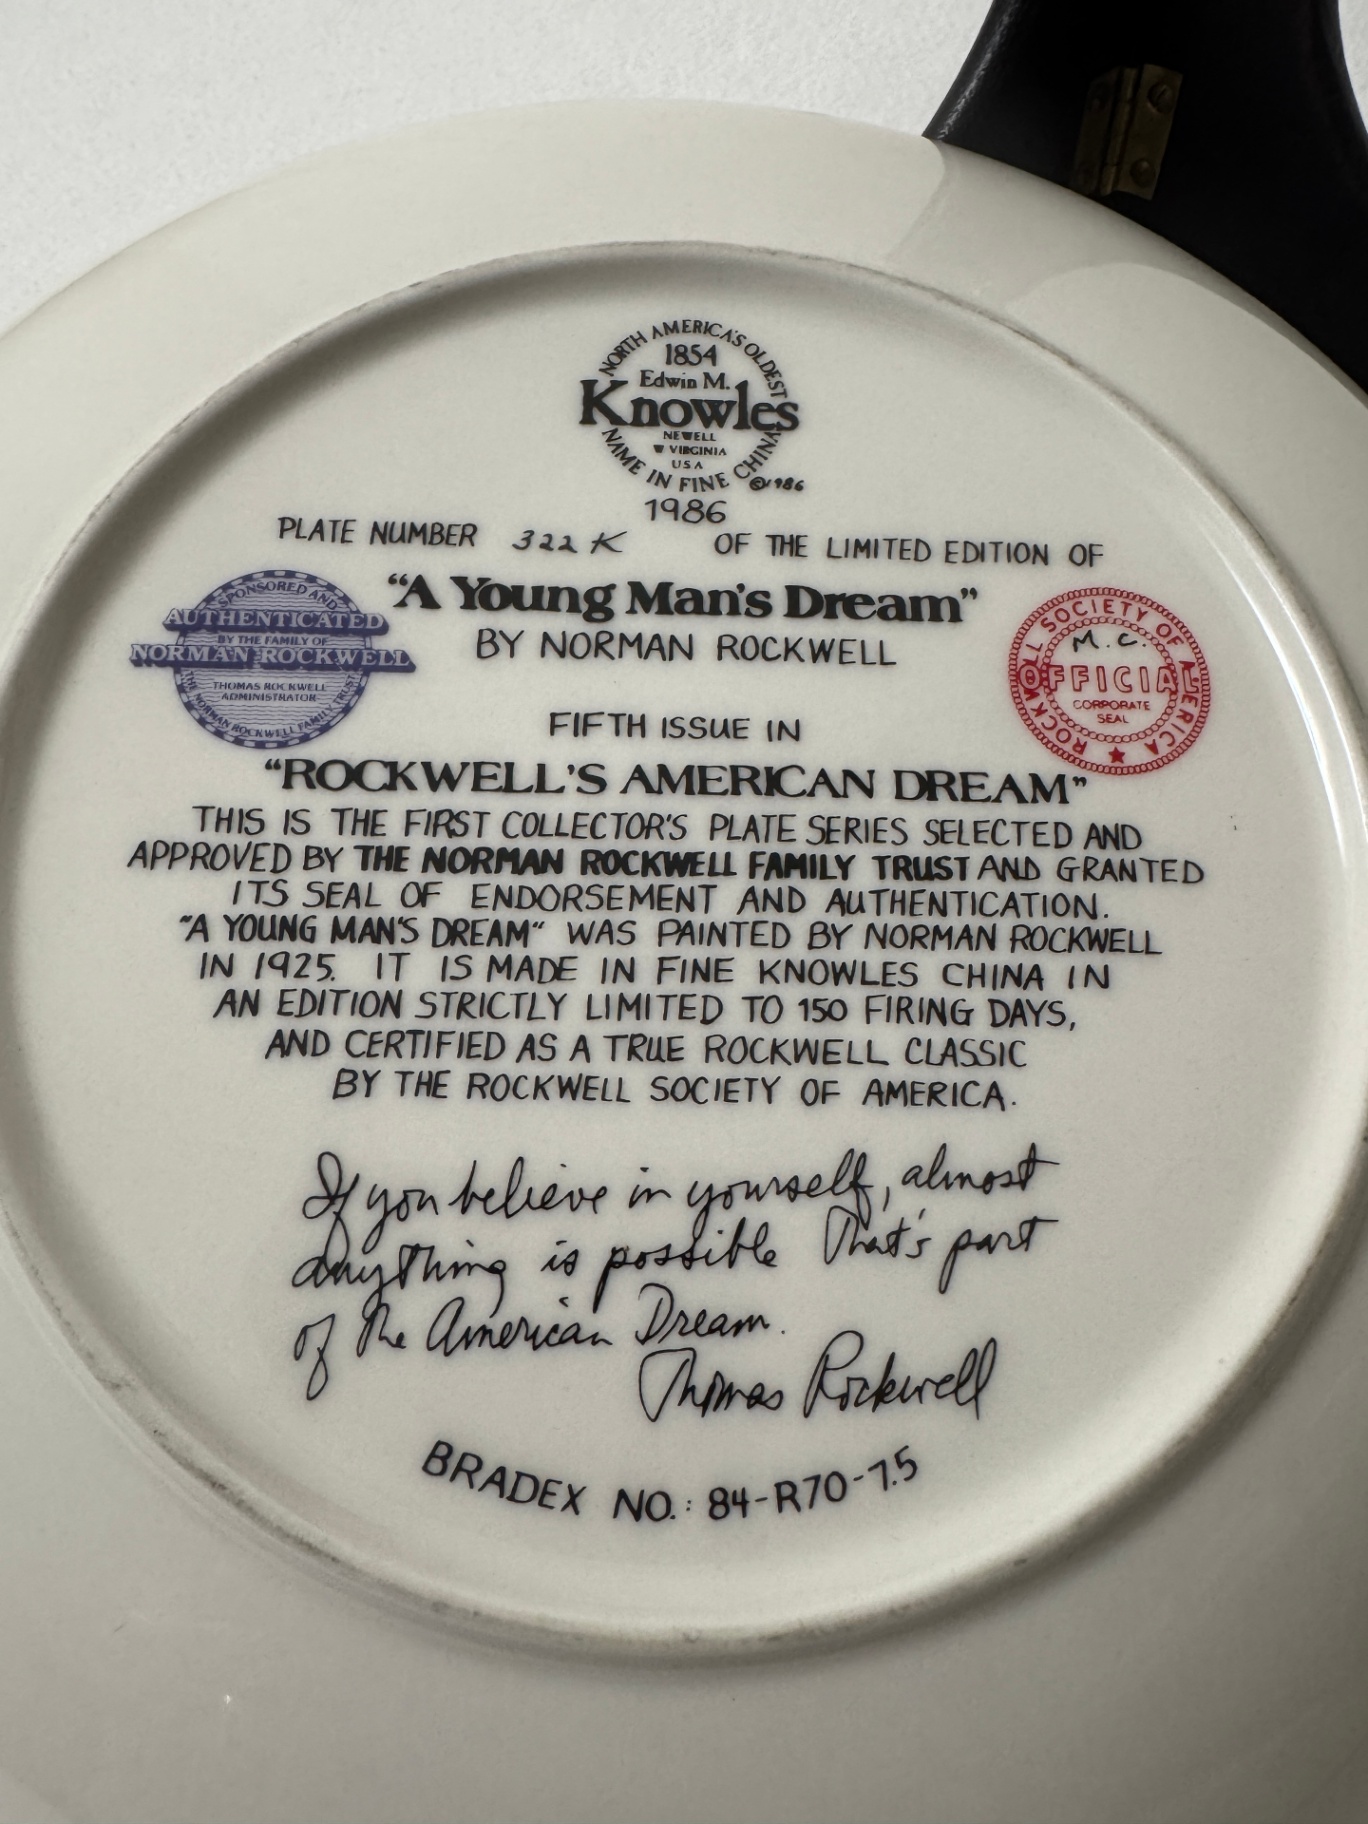 NORTH AMERICA'S OLDEST
1854
Edwin M.
Knowles
NEWELL
W VIRGINIA
USA
NAME IN FINE CHINA
©1986
1986
PLATE NUMBER 322 K OF THE LIMITED EDITION OF
"A Young Man's Dream"
BY NORMAN ROCKWELL
SPONSORED AND
AUTHENTICATED
BY THE FAMILY OF
NORMAN ROCKWELL
THOMAS ROCKWELL
ADMINISTRATOR
THE NORMAN ROCKWELL FAMILY TRUST
ROCKWELL SOCIETY OF AMERICA
M.C.
OFFICIAL
CORPORATE
SEAL
FIFTH ISSUE IN
"ROCKWELL'S AMERICAN DREAM"
THIS IS THE FIRST COLLECTOR'S PLATE SERIES SELECTED AND
APPROVED BY THE NORMAN ROCKWELL FAMILY TRUST AND GRANTED
ITS SEAL OF ENDORSEMENT AND AUTHENTICATION.
"A YOUNG MAN'S DREAM" WAS PAINTED BY NORMAN ROCKWELL
IN 1925. IT IS MADE IN FINE KNOWLES CHINA IN
AN EDITION STRICTLY LIMITED TO 150 FIRING DAYS,
AND CERTIFIED AS A TRUE ROCKWELL CLASSIC
BY THE ROCKWELL SOCIETY OF AMERICA.
If you believe in yourself, almost
anything is possible That's part
of the American Dream.
Thomas Rockwell
BRADEX NO.: 84-R70-7.5